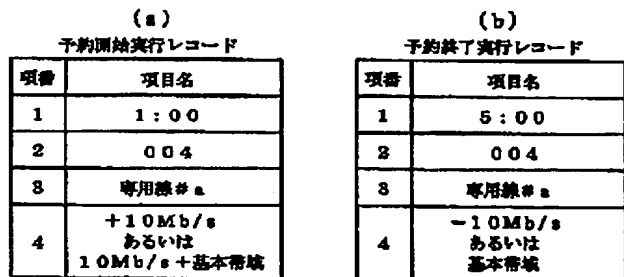 (a)
予約開始実行レコード
項番 項目名
1 1:00
2 004
3 専用線#a
4 +10Mb/s
あるいは
10Mb/s+基本帯域
(b)
予約終了実行レコード
項番 項目名
1 5:00
2 004
3 専用線#a
4 -10Mb/s
あるいは
基本帯域